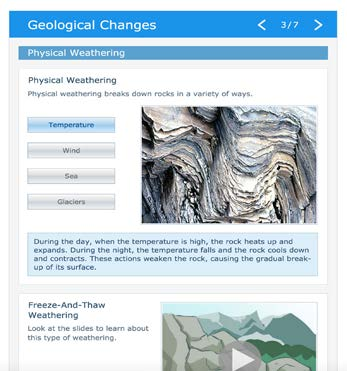 Geological Changes
3/7
Physical Weathering
Physical Weathering
Physical weathering breaks down rocks in a variety of ways.
Temperature
Wind
Sea
Glaciers
During the day, when the temperature is high, the rock heats up and
expands. During the night, the temperature falls and the rock cools down
and contracts. These actions weaken the rock, causing the gradual break-
up of its surface.
Freeze-And-Thaw
Weathering
Look at the slides to learn about
this type of weathering.